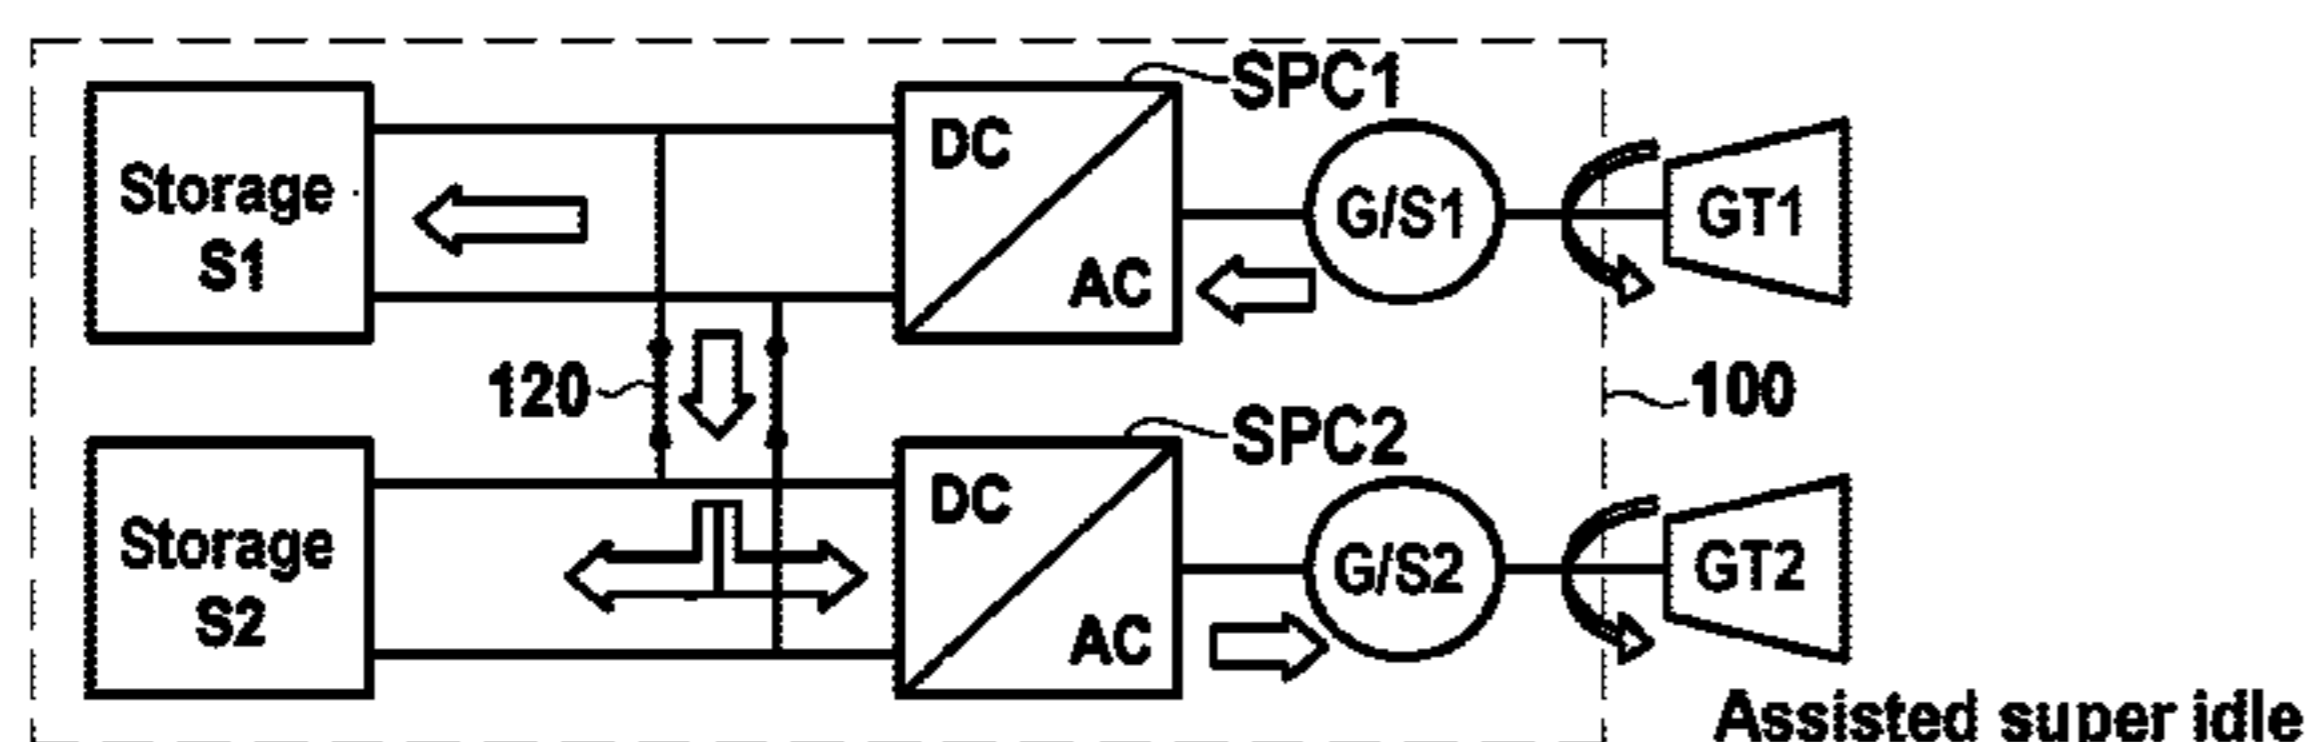 SPC1
DC
Storage
S1
G/S1
GT1
AC
120
100
SPC2
DC
Storage
S2
G/S2
GT2
AC
Assisted super idle